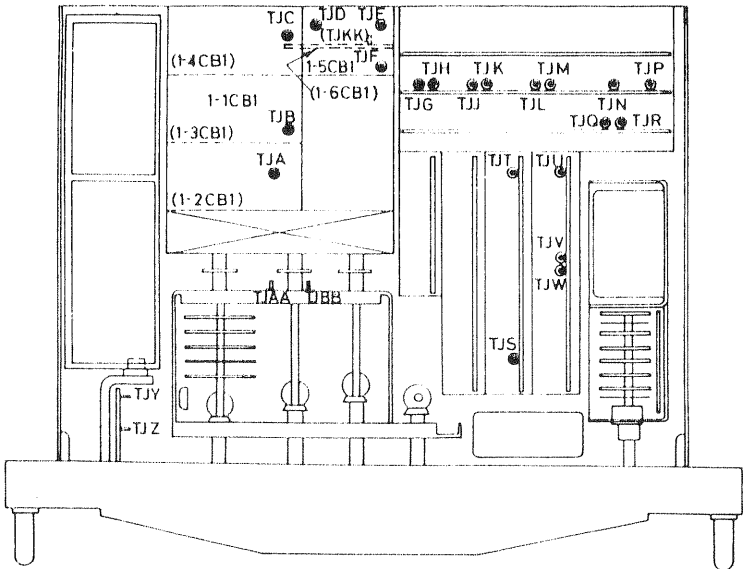 TJC
TJD
TJE
(TJKK)
(1-4CB1)
1-5CB1
TJF
1-1CB1
(1-6CB1)
(1-3CB1)
TJB
TJA
(1-2CB1)
TJH
TJK
TJM
TJP
TJG
TJJ
TJL
TJN
TJQ
TJR
TJT
TJU
TJV
TJW
TJAA
TJBB
TJS
TJY
TJZ